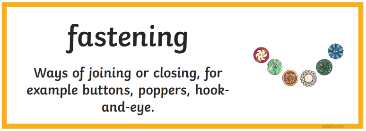 fastening
Ways of joining or closing, for
example buttons, poppers, hook-
and-eye.